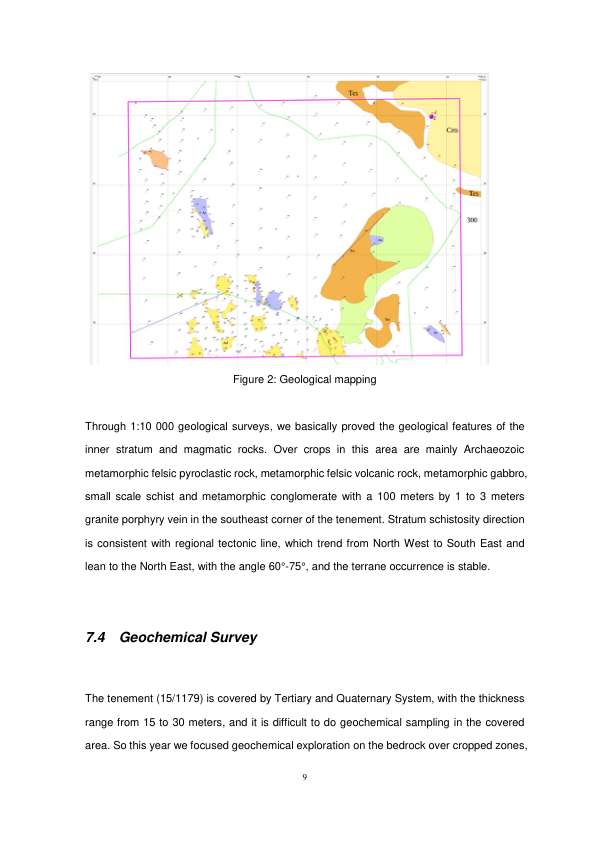 Tes
Cm
Tes
300
Figure 2: Geological mapping
Through 1:10 000 geological surveys, we basically proved the geological features of the
inner stratum and magmatic rocks. Over crops in this area are mainly Archaeozoic
metamorphic felsic pyroclastic rock, metamorphic felsic volcanic rock, metamorphic gabbro,
small scale schist and metamorphic conglomerate with a 100 meters by 1 to 3 meters
granite porphyry vein in the southeast corner of the tenement. Stratum schistosity direction
is consistent with regional tectonic line, which trend from North West to South East and
lean to the North East, with the angle 60°-75°, and the terrane occurrence is stable.
7.4 Geochemical Survey
The tenement (15/1179) is covered by Tertiary and Quaternary System, with the thickness
range from 15 to 30 meters, and it is difficult to do geochemical sampling in the covered
area. So this year we focused geochemical exploration on the bedrock over cropped zones,
9